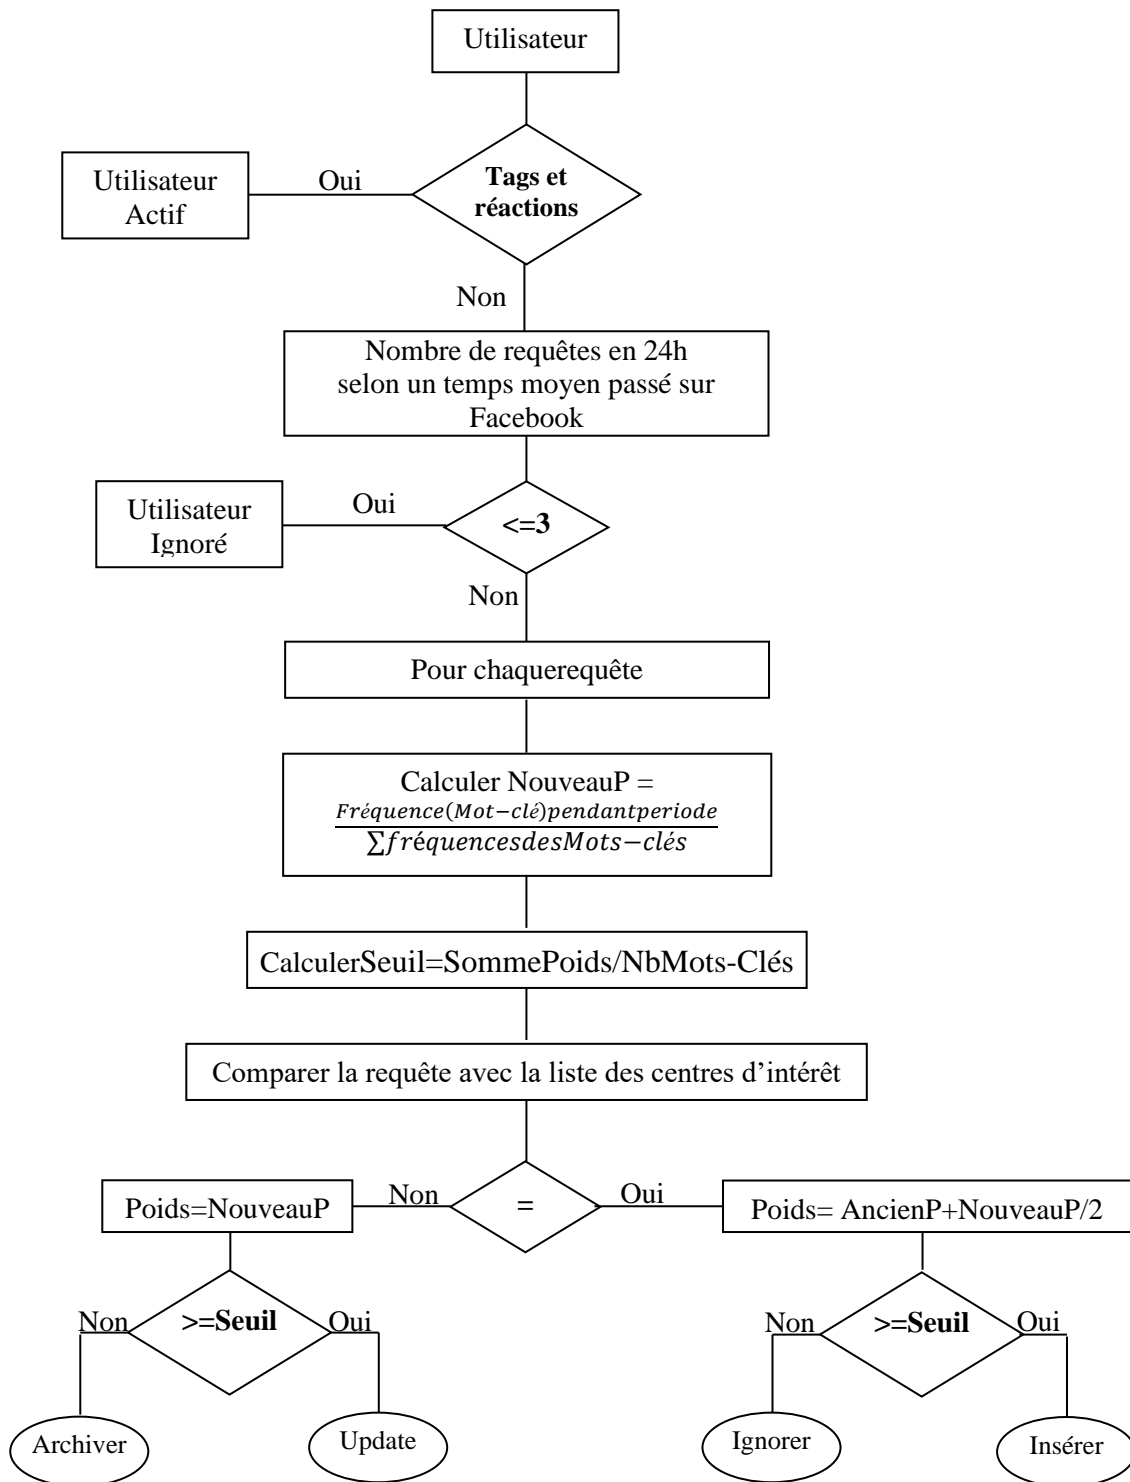 Utilisateur
Tags et
réactions
Oui
Utilisateur
Actif
Non
Nombre de requêtes en 24h
selon un temps moyen passé sur
Facebook
<=3
Oui
Utilisateur
Ignoré
Non
Pour chaquerequête
Calculer NouveauP =
Fréquence(Mot−clé)pendantperiode
∑fréquencesdesMots−clés
CalculerSeuil=SommePoids/NbMots-Clés
Comparer la requête avec la liste des centres d’intérêt
Poids=NouveauP
Non
=
Oui
Poids= AncienP+NouveauP/2
Non
>=Seuil
Oui
Non
>=Seuil
Oui
Archiver
Update
Ignorer
Insérer